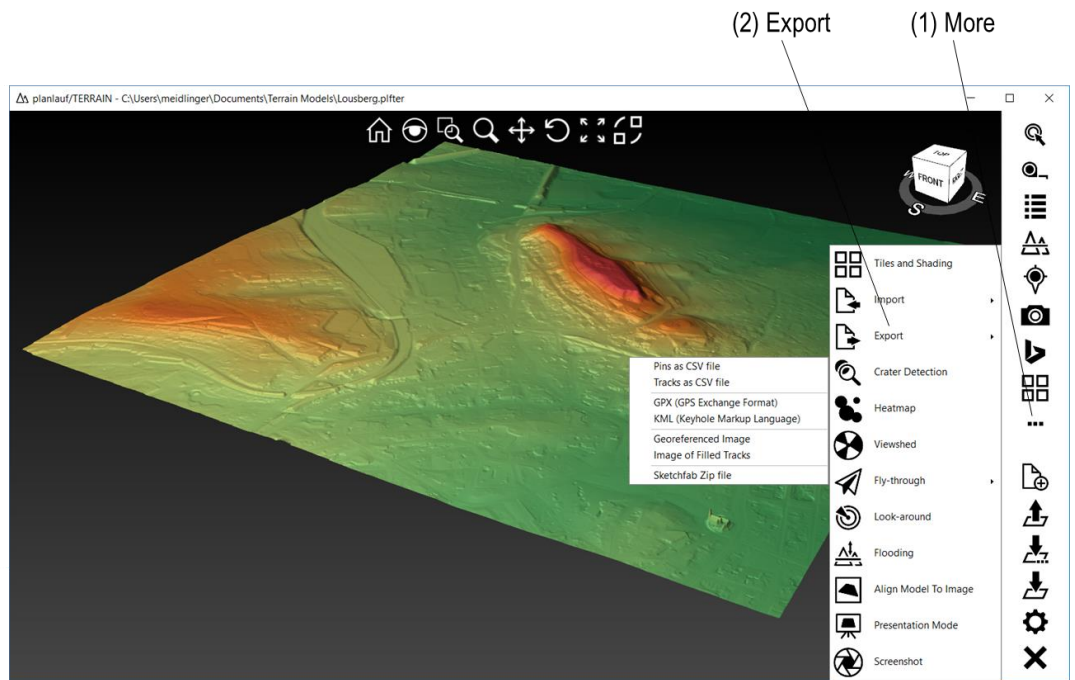 (2) Export
(1) More
planlauf/TERRAIN - C:\Users\meidlinger\Documents\Terrain Models\Lousberg.plfter
TOP
FRONT
S
E
Tiles and Shading
Import
Export
Crater Detection
Heatmap
Viewshed
Fly-through
Look-around
Flooding
Align Model To Image
Presentation Mode
Screenshot
Pins as CSV file
Tracks as CSV file
GPX (GPS Exchange Format)
KML (Keyhole Markup Language)
Georeferenced Image
Image of Filled Tracks
Sketchfab Zip file